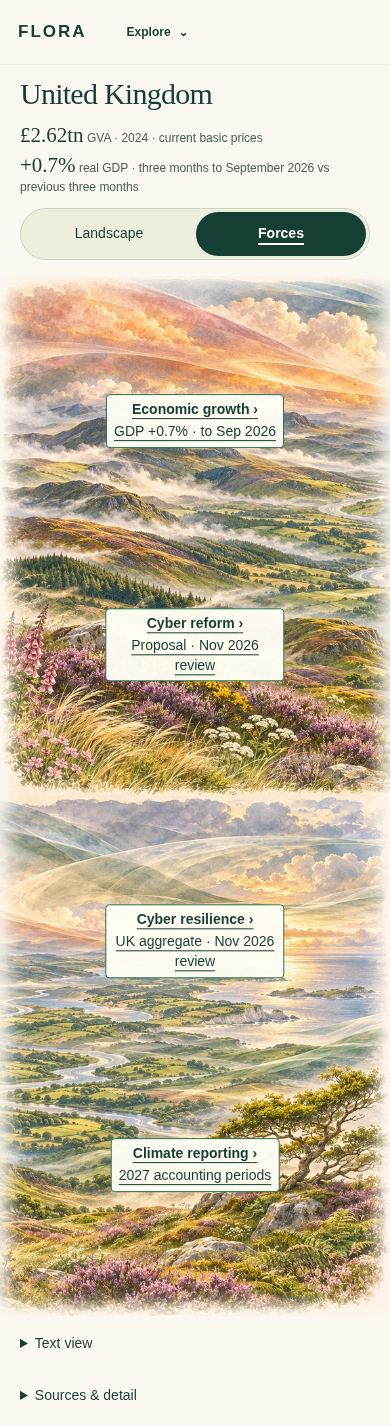 FLORA
Explore
United Kingdom
£2.62tn GVA · 2024 · current basic prices
+0.7% real GDP · three months to September 2026 vs
previous three months
Landscape
Forces
Economic growth ›
GDP +0.7% · to Sep 2026
Cyber reform ›
Proposal · Nov 2026
review
Cyber resilience ›
UK aggregate · Nov 2026
review
Climate reporting ›
2027 accounting periods
Text view
Sources & detail